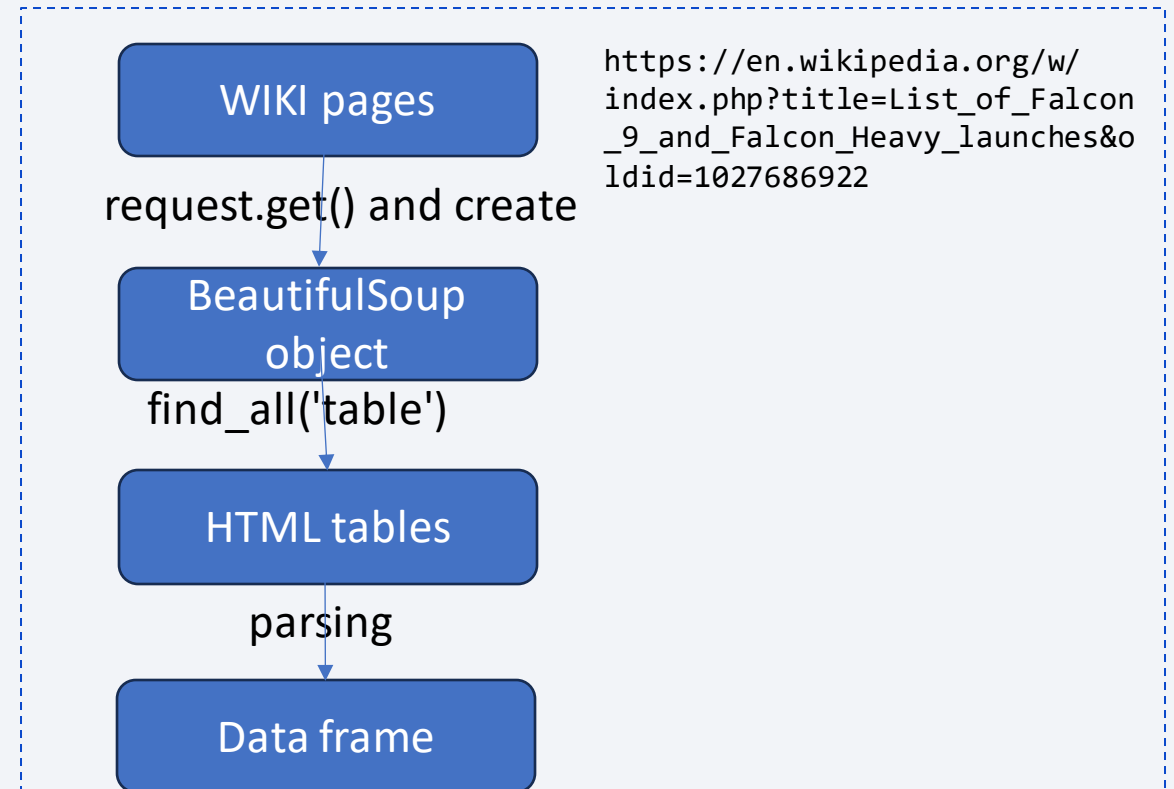 WIKI pages
https://en.wikipedia.org/w/
index.php?title=List_of_Falcon
_9_and_Falcon_Heavy_launches&o
ldid=1027686922
request.get() and create
BeautifulSoup
object
find_all('table')
HTML tables
parsing
Data frame